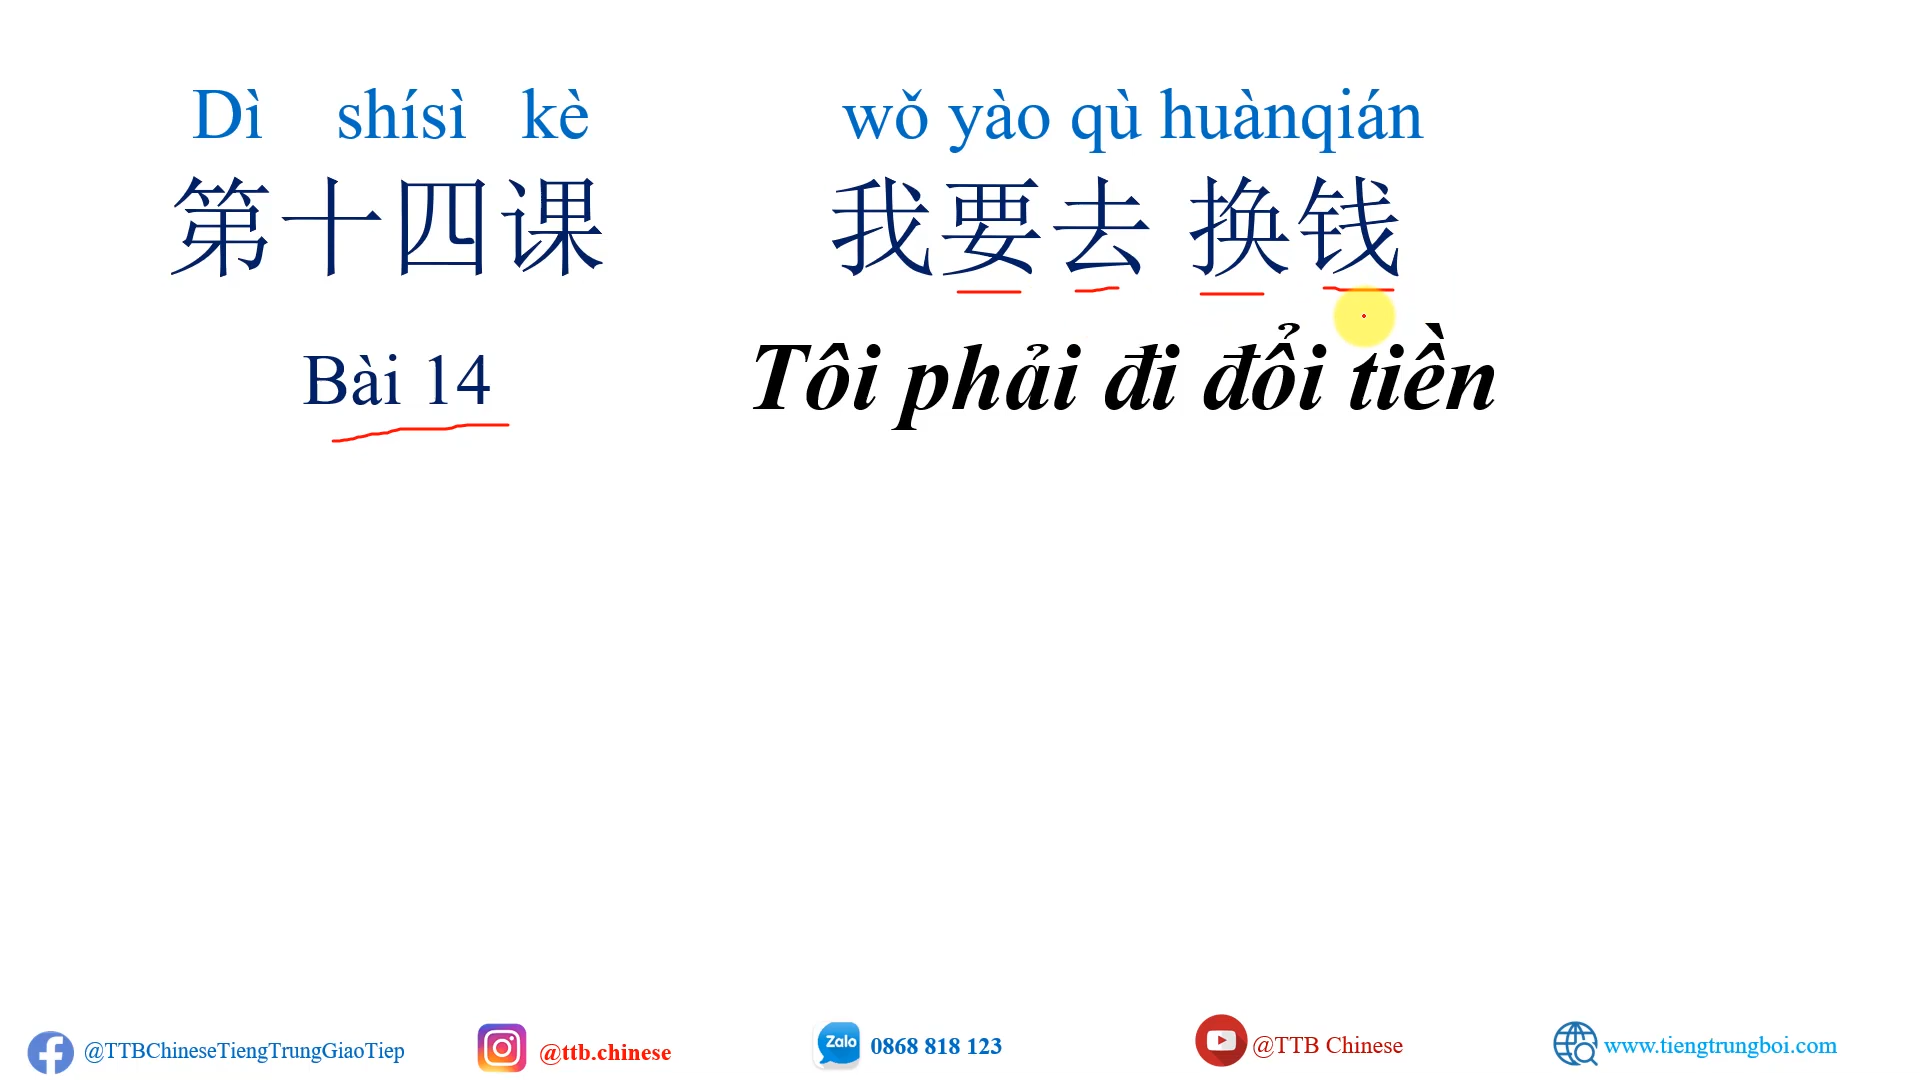 Dì shísì kè
第十四课
Bài 14
wǒ yào qù huànqián
我要去 换钱
Tôi phải đi đổi tiền
@TTBChineseTiengTrungGiaoTiep
@ttb.chinese
Zalo
0868 818 123
@TTB Chinese
www.tiengtrungboi.com